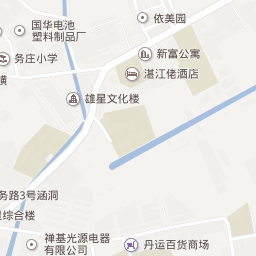 依美园
国华电池
塑料制品厂
新富公寓
务庄小学
湛江佬酒店
横
雄星文化楼
务路3号涵洞
星综合楼
禅基光源电器
有限公司
丹运百货商场